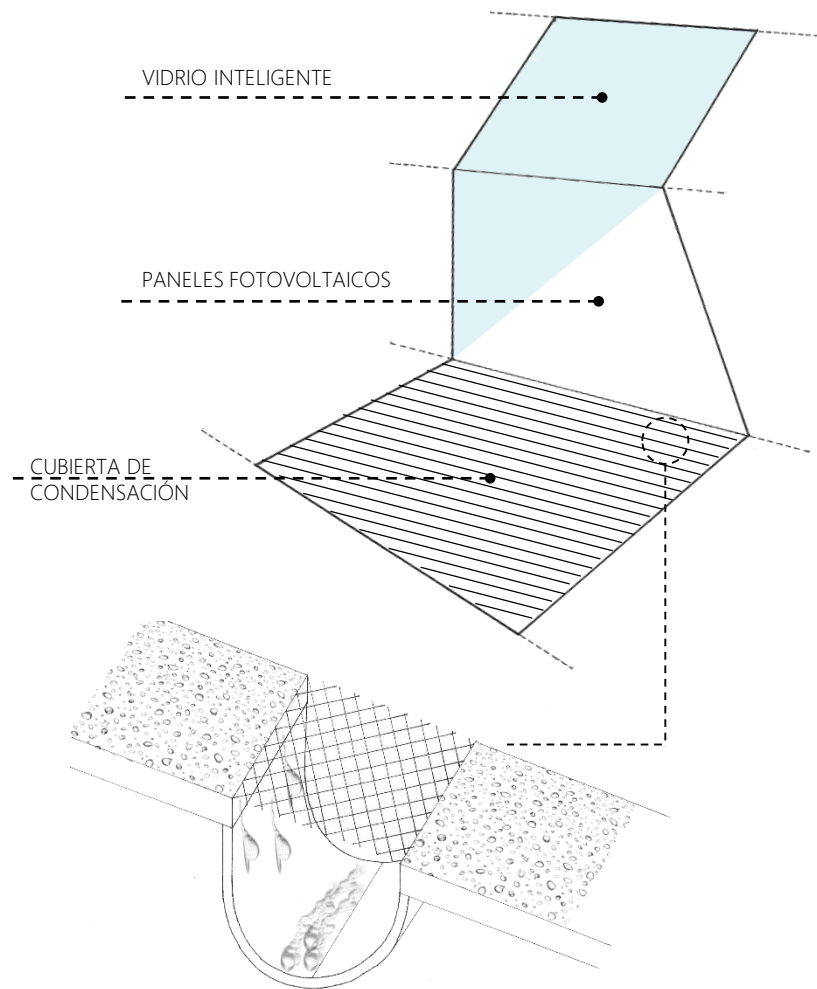 VIDRIO INTELIGENTE
PANELES FOTOVOLTAICOS
CUBIERTA DE
CONDENSACIÓN